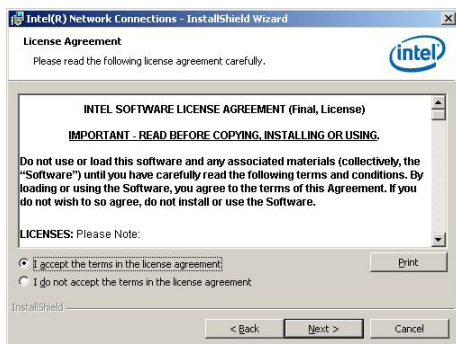 Intel(R) Network Connections - InstallShield Wizard
License Agreement
Please read the following license agreement carefully.
intel
INTEL SOFTWARE LICENSE AGREEMENT (Final, License)
IMPORTANT - READ BEFORE COPYING, INSTALLING OR USING.
Do not use or load this software and any associated materials (collectively, the
"Software") until you have carefully read the following terms and conditions. By
loading or using the Software, you agree to the terms of this Agreement. If you
do not wish to so agree, do not install or use the Software.
LICENSES: Please Note:
I accept the terms in the license agreement
Print
I do not accept the terms in the license agreement
InstallShield
< Back
Next >
Cancel